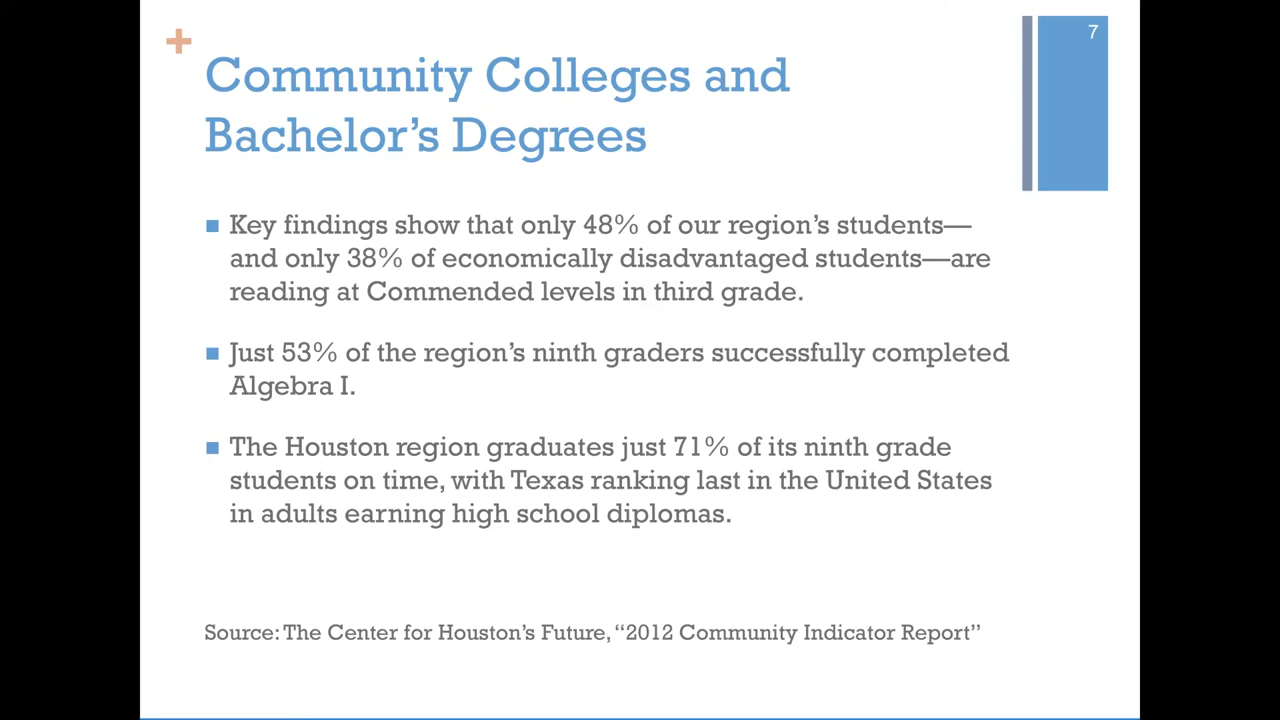 7
Community Colleges and
Bachelor’s Degrees
Key findings show that only 48% of our region’s students—
and only 38% of economically disadvantaged students—are
reading at Commended levels in third grade.
Just 53% of the region’s ninth graders successfully completed
Algebra I.
The Houston region graduates just 71% of its ninth grade
students on time, with Texas ranking last in the United States
in adults earning high school diplomas.
Source: The Center for Houston’s Future, “2012 Community Indicator Report”